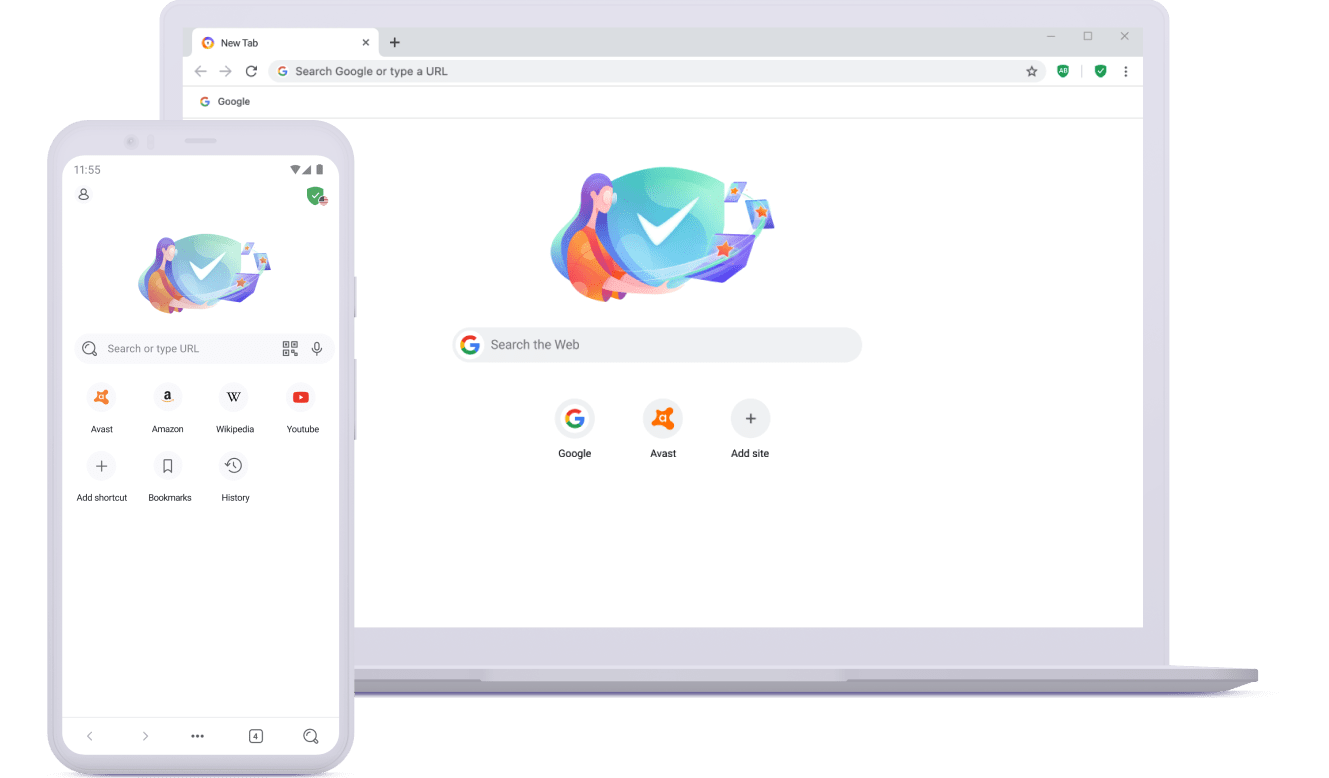 New Tab
Search Google or type a URL
AB
Google
Search the Web
Google
Avast
Add site
11:55
Search or type URL
a
W
Avast
Amazon
Wikipedia
Youtube
Add shortcut
Bookmarks
History
4